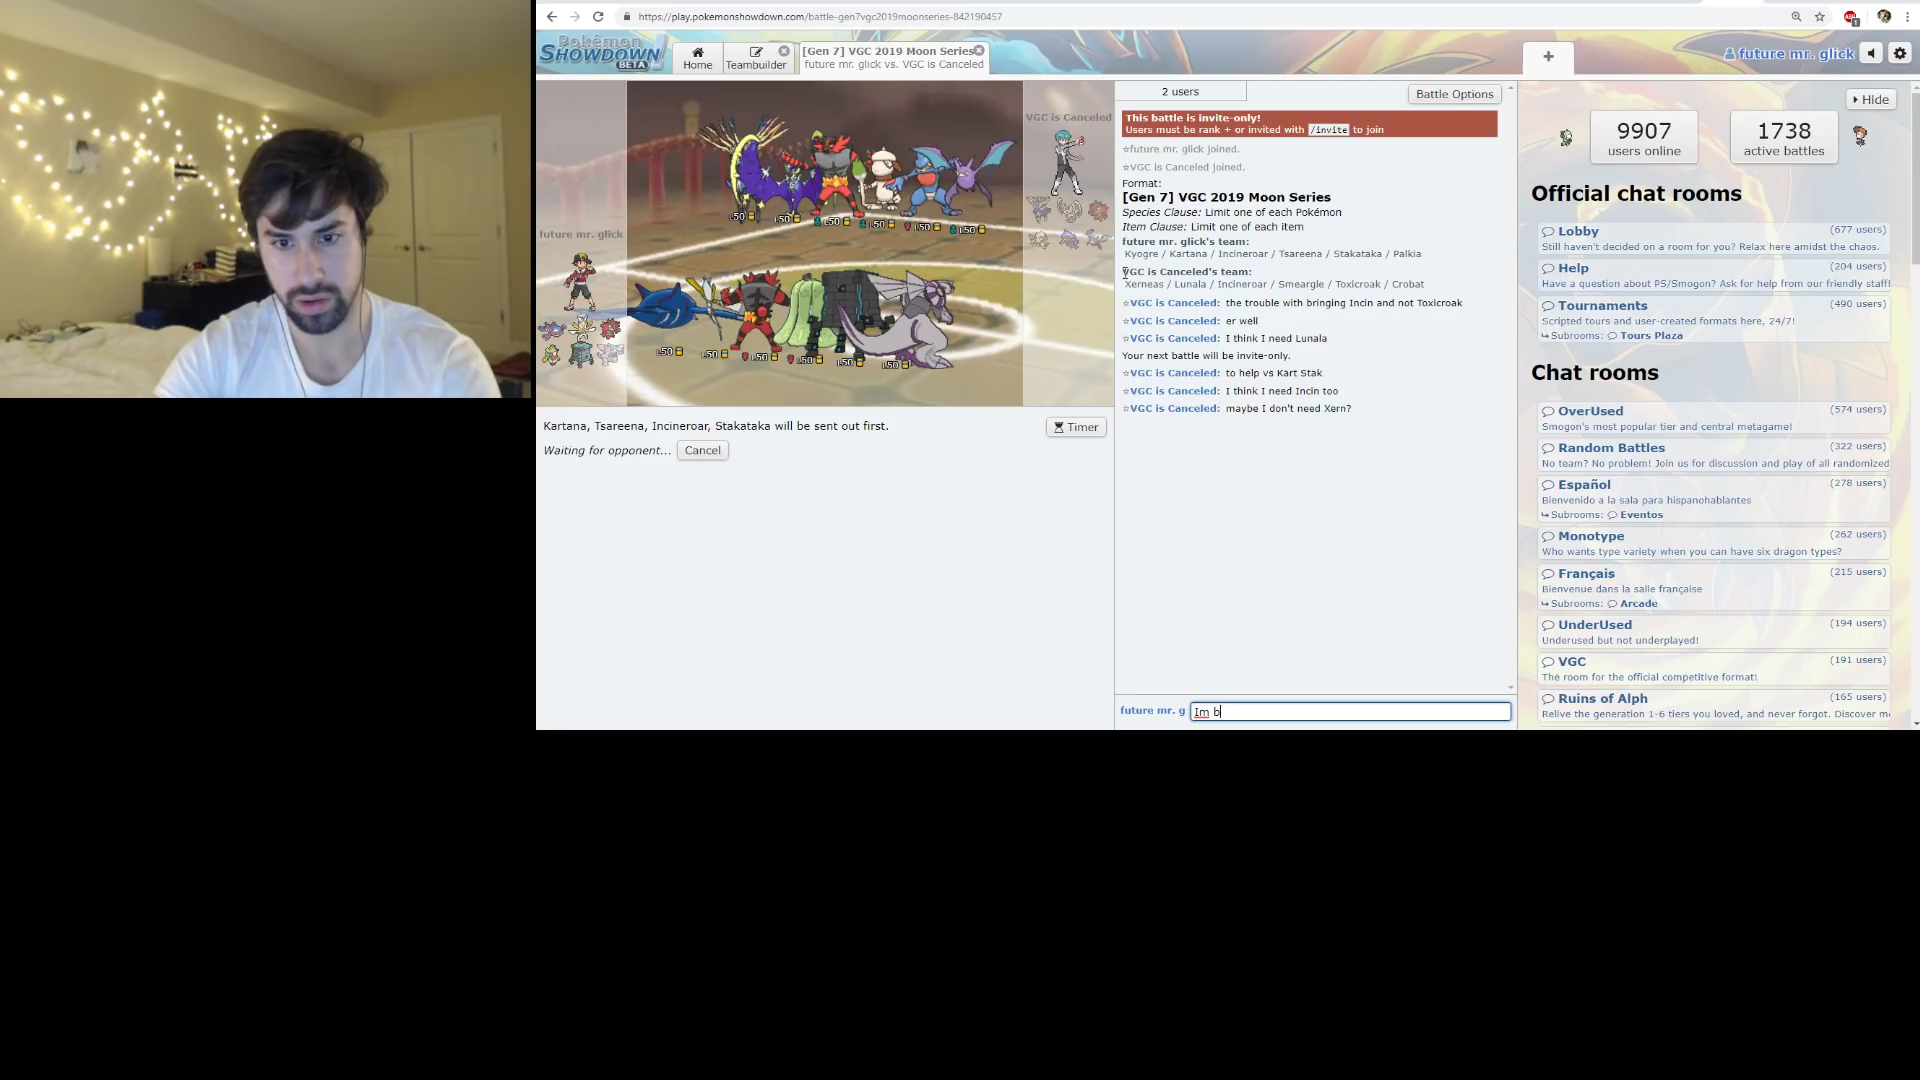 https://play.pokemonshowdown.com/battle-gen7vgc2019moonseries-842190457
Pokémon
SHOWDOWN!
BETA
Home
Teambuilder
[Gen 7] VGC 2019 Moon Series
future mr. glick vs. VGC is Canceled
future mr. glick
future mr. glick
VGC is Canceled
L50
L50
L50
L50
L50
L50
L50
L50
L50
L50
L50
L50
Kartana, Tsareena, Incineroar, Stakataka will be sent out first.
Timer
Waiting for opponent...
Cancel
2 users
Battle Options
This battle is invite-only!
Users must be rank + or invited with /invite to join
☆future mr. glick joined.
☆VGC is Canceled joined.
Format:
[Gen 7] VGC 2019 Moon Series
Species Clause: Limit one of each Pokémon
Item Clause: Limit one of each item
future mr. glick's team:
Kyogre / Kartana / Incineroar / Tsareena / Stakataka / Palkia
VGC is Canceled's team:
Xerneas / Lunala / Incineroar / Smeargle / Toxicroak / Crobat
☆VGC is Canceled: the trouble with bringing Incin and not Toxicroak
☆VGC is Canceled: er well
☆VGC is Canceled: I think I need Lunala
Your next battle will be invite-only.
☆VGC is Canceled: to help vs Kart Stak
☆VGC is Canceled: I think I need Incin too
☆VGC is Canceled: maybe I don't need Xern?
future mr. g
Im b
Hide
9907
users online
1738
active battles
Official chat rooms
Lobby
(677 users)
Still haven't decided on a room for you? Relax here amidst the chaos.
Help
(204 users)
Have a question about PS/Smogon? Ask for help from our friendly staff!
Tournaments
(490 users)
Scripted tours and user-created formats here, 24/7!
Subrooms: Tours Plaza
Chat rooms
OverUsed
(574 users)
Smogon's most popular tier and central metagame!
Random Battles
(322 users)
No team? No problem! Join us for discussion and play of all randomized
Español
(278 users)
Bienvenido a la sala para hispanohablantes
Subrooms: Eventos
Monotype
(262 users)
Who wants type variety when you can have six dragon types?
Français
(215 users)
Bienvenue dans la salle française
Subrooms: Arcade
UnderUsed
(194 users)
Underused but not underplayed!
VGC
(191 users)
The room for the official competitive format!
Ruins of Alph
(165 users)
Relive the generation 1-6 tiers you loved, and never forgot. Discover